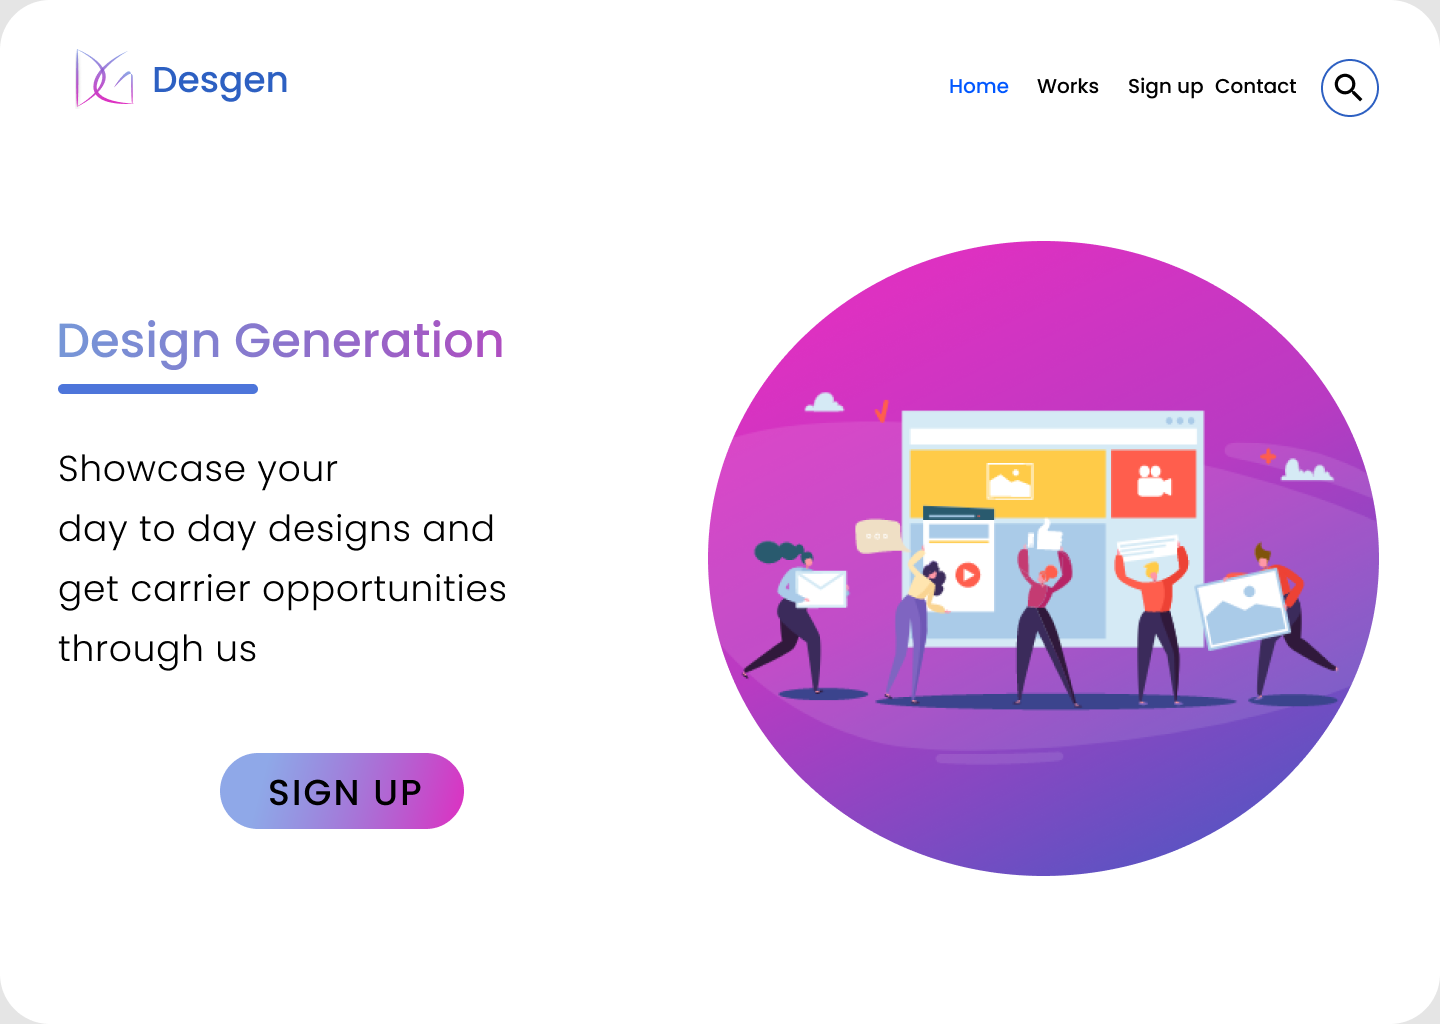 Desgen
Home Works Sign up Contact
Design Generation
Showcase your
day to day designs and
get carrier opportunities
through us
SIGN UP